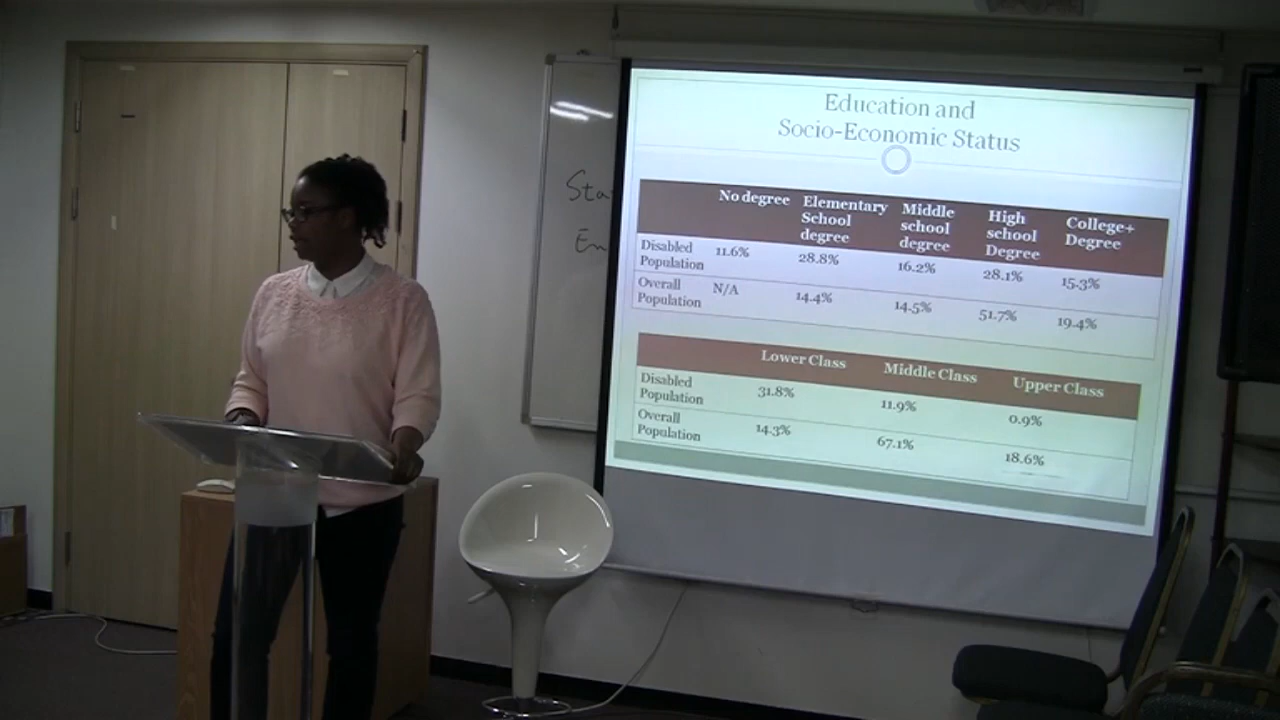 Education and
Socio-Economic Status
No degree Elementary School degree Middle school degree High school Degree College+ Degree
Disabled Population 11.6% 28.8% 16.2% 28.1% 15.3%
Overall Population N/A 14.4% 14.5% 51.7% 19.4%
Lower Class Middle Class Upper Class
Disabled Population 31.8% 11.9% 0.9%
Overall Population 14.3% 67.1% 18.6%